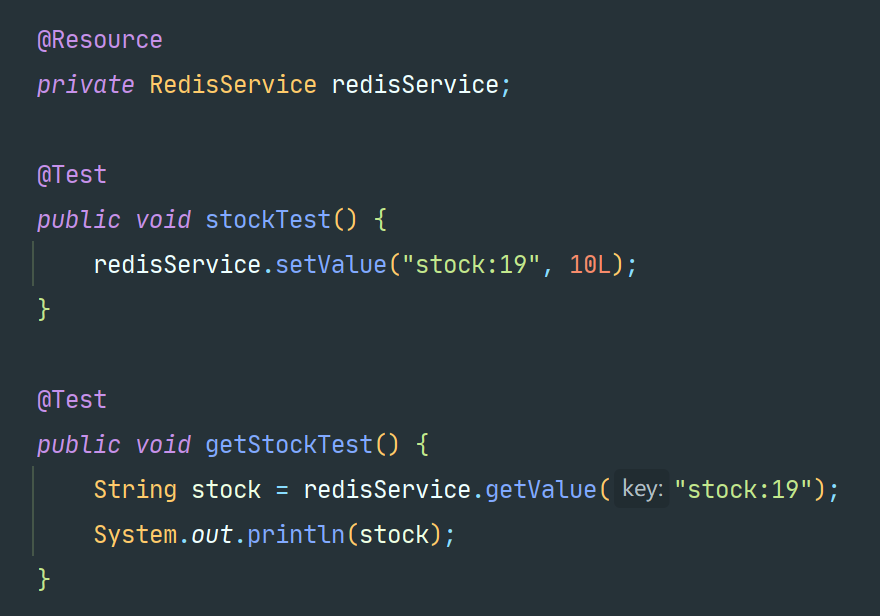 @Resource
private RedisService redisService;
@Test
public void stockTest() {
redisService.setValue("stock:19", 10L);
}
@Test
public void getStockTest() {
String stock = redisService.getValue( key: "stock:19");
System.out.println(stock);
}